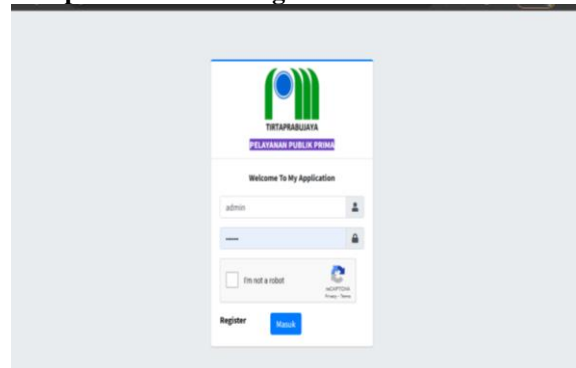 TIRTAPRABUJAYA
PELAYANAN PUBLIK PRIMA
Welcome To My Application
admin
I'm not a robot
reCAPTCHA
Privacy - Terms
Register
Masuk